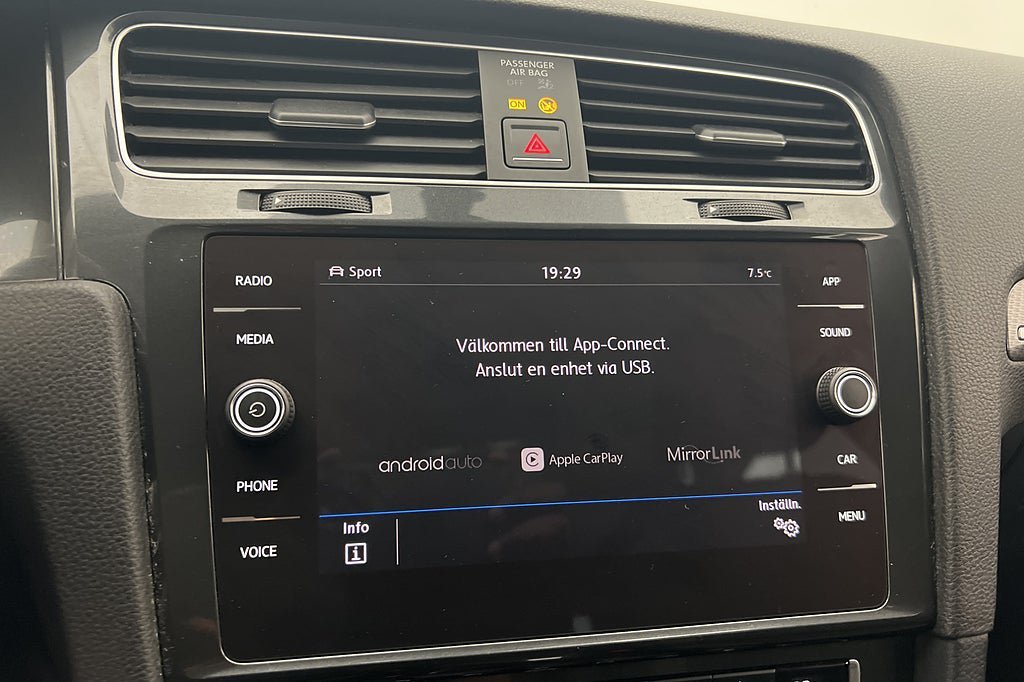 PASSENGER
AIR BAG
OFF
ON
RADIO
MEDIA
PHONE
VOICE
Sport 19:29 7.5°C
Välkommen till App-Connect.
Anslut en enhet via USB.
androidauto Apple CarPlay MirrorLink
Info Inställn.
APP
SOUND
CAR
MENU